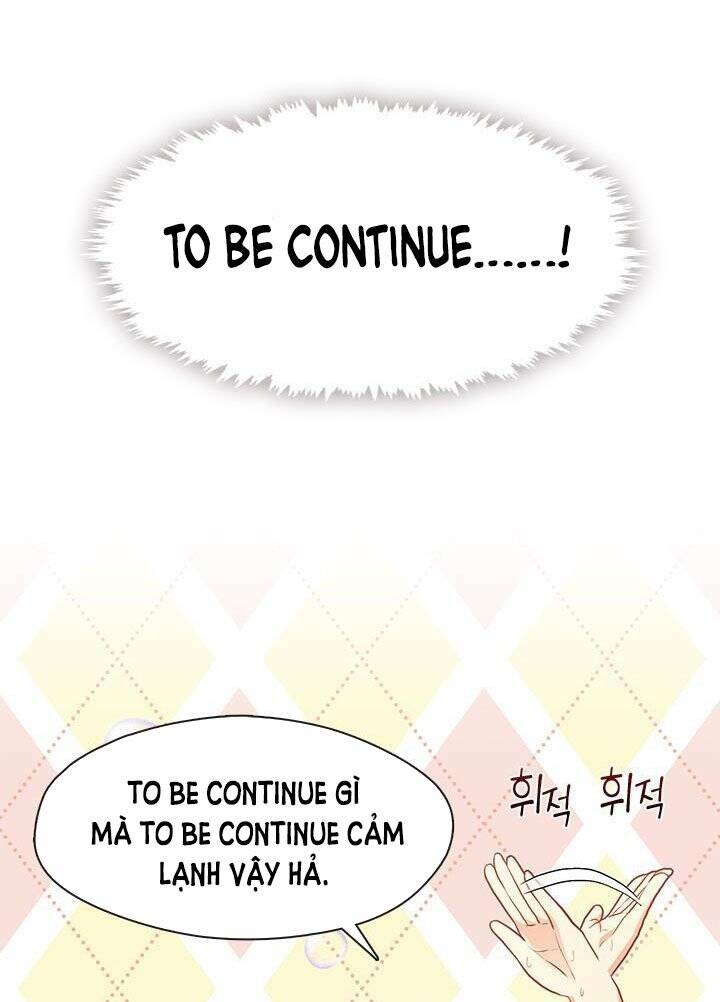 TO BE CONTINUE......!
휘적 휘적
TO BE CONTINUE GÌ
MÀ TO BE CONTINUE CẢM
LẠNH VẬY HẢ.